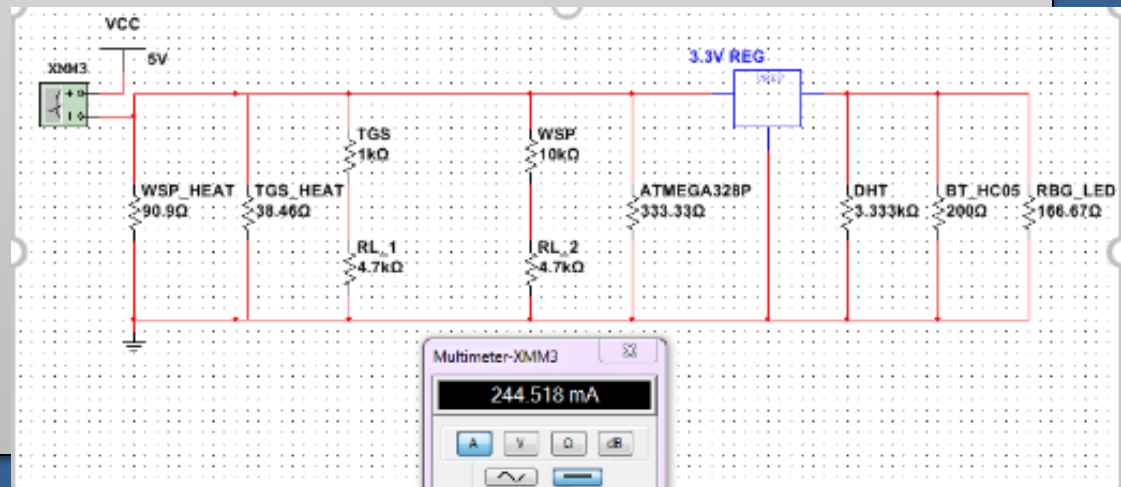 VCC
5V
XMM3
3.3V REG
TGS
1kΩ
WSP
10kΩ
WSP_HEAT
90.9Ω
TGS_HEAT
38.46Ω
ATMEGA328P
333.33Ω
DHT
3.333kΩ
BT_HC05
200Ω
RBG_LED
166.67Ω
RL_1
4.7kΩ
RL_2
4.7kΩ
Multimeter-XMM3
244.518 mA
A
V
Ω
dB